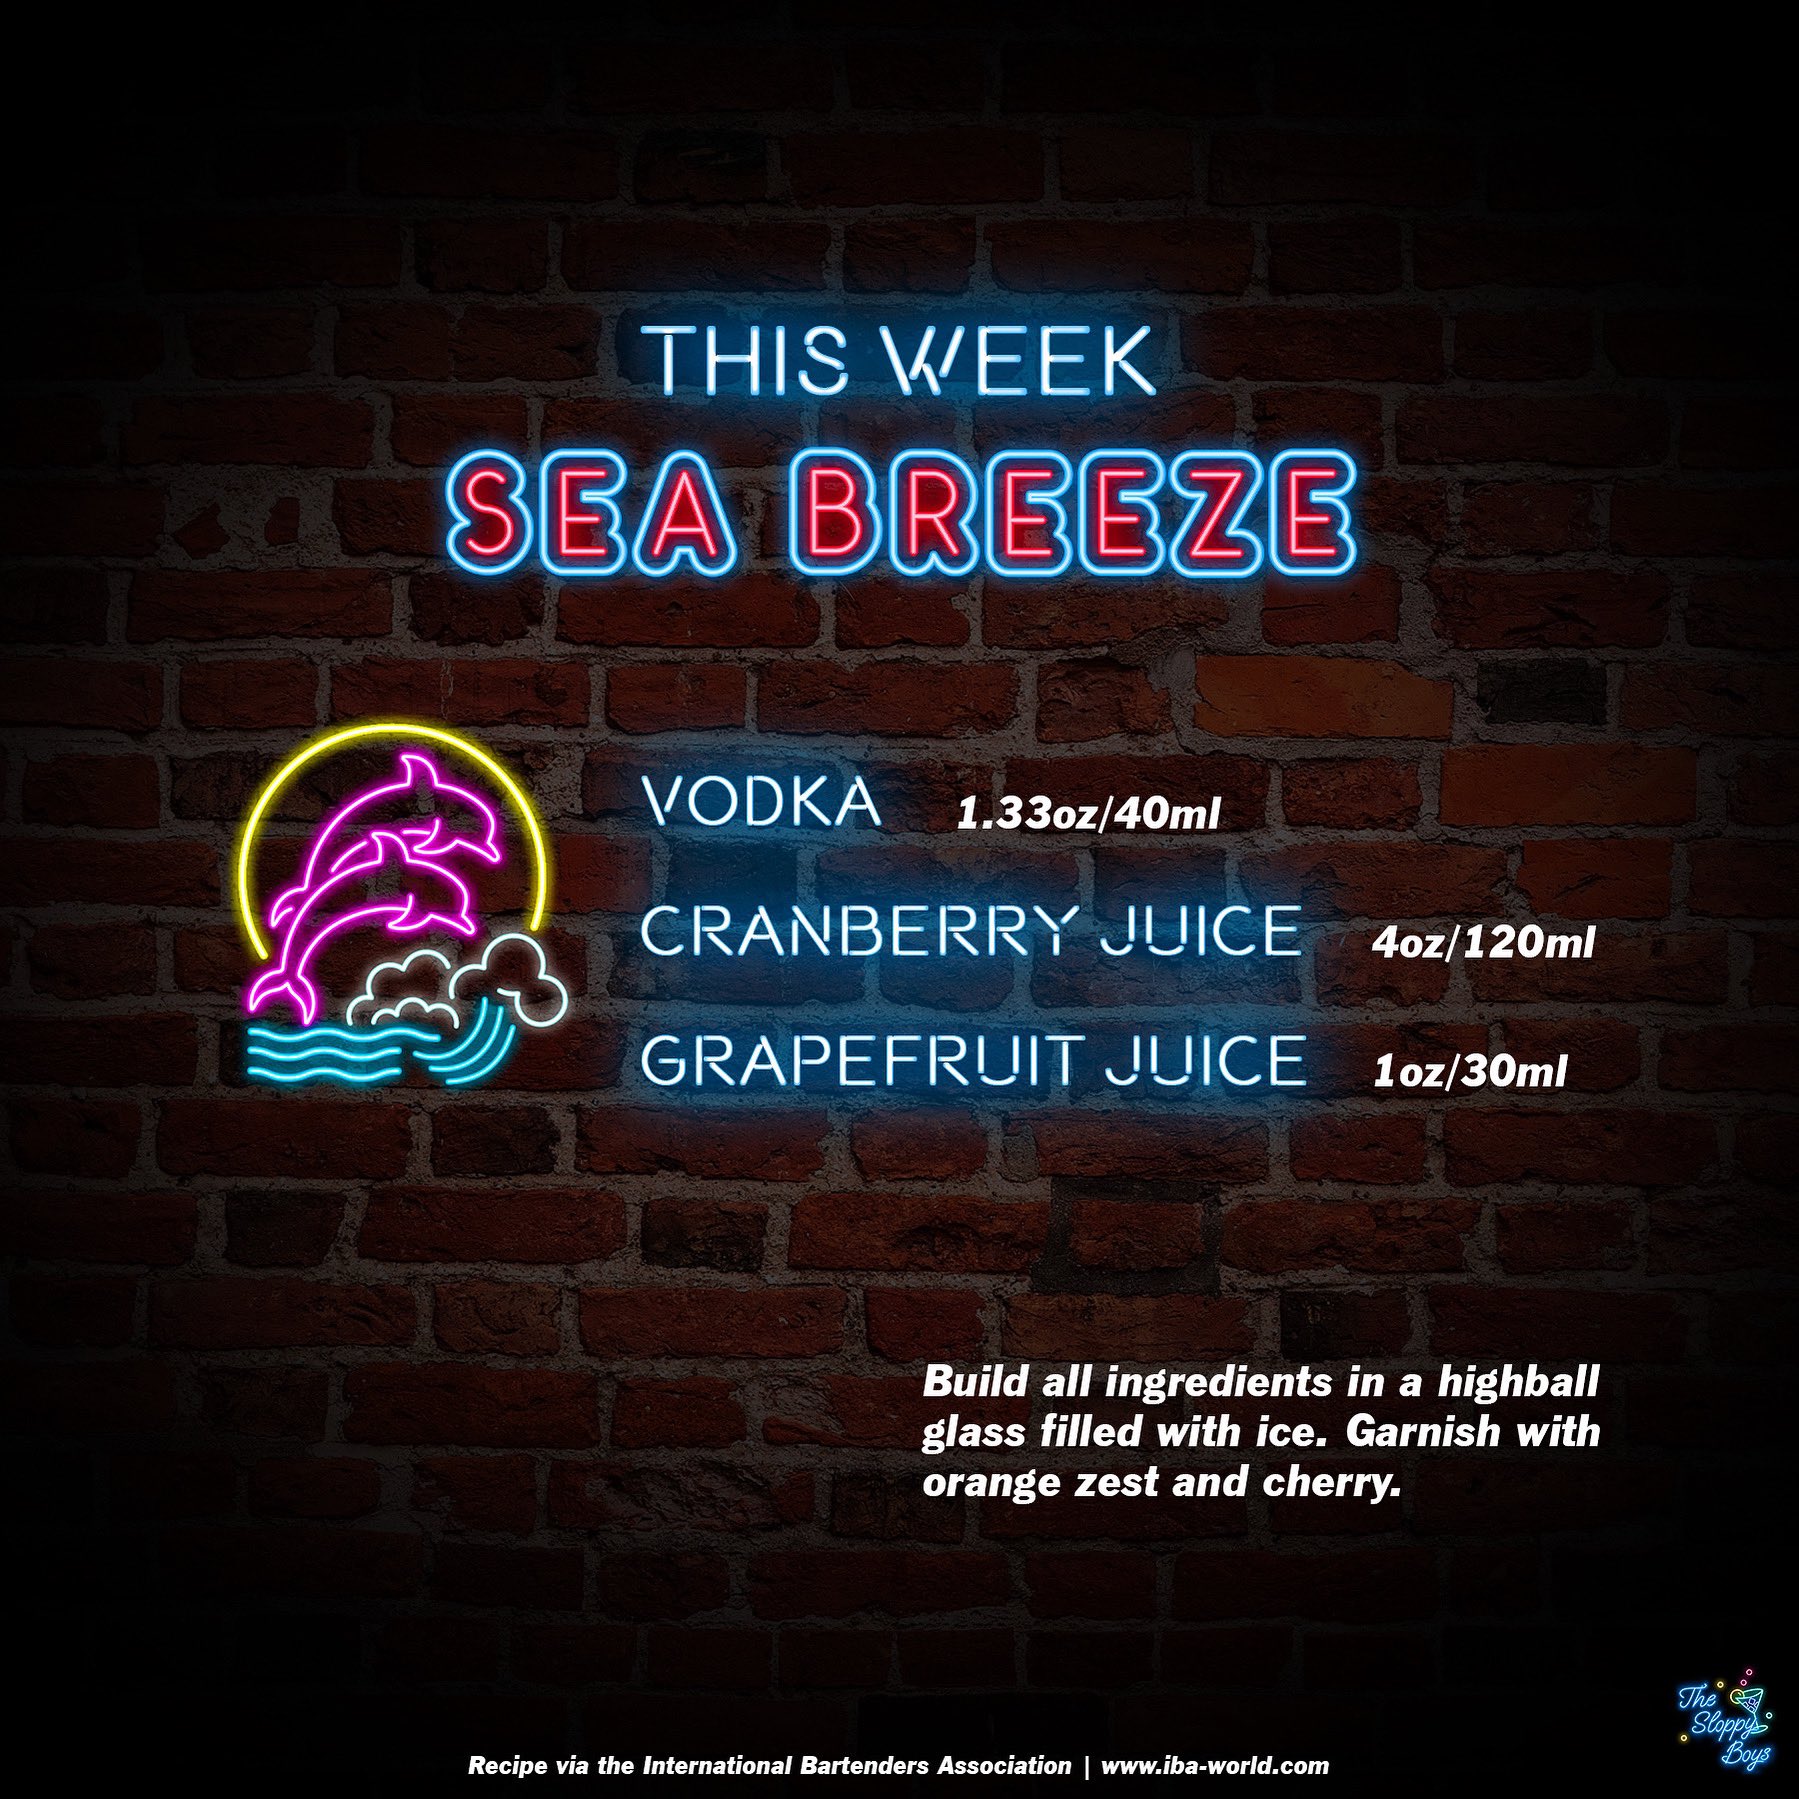 THIS WEEK
SEA BREEZE
VODKA 1.33oz/40ml
CRANBERRY JUICE 4oz/120ml
GRAPEFRUIT JUICE 1oz/30ml
Build all ingredients in a highball
glass filled with ice. Garnish with
orange zest and cherry.
The
Sloppy
Boys
Recipe via the International Bartenders Association | www.iba-world.com